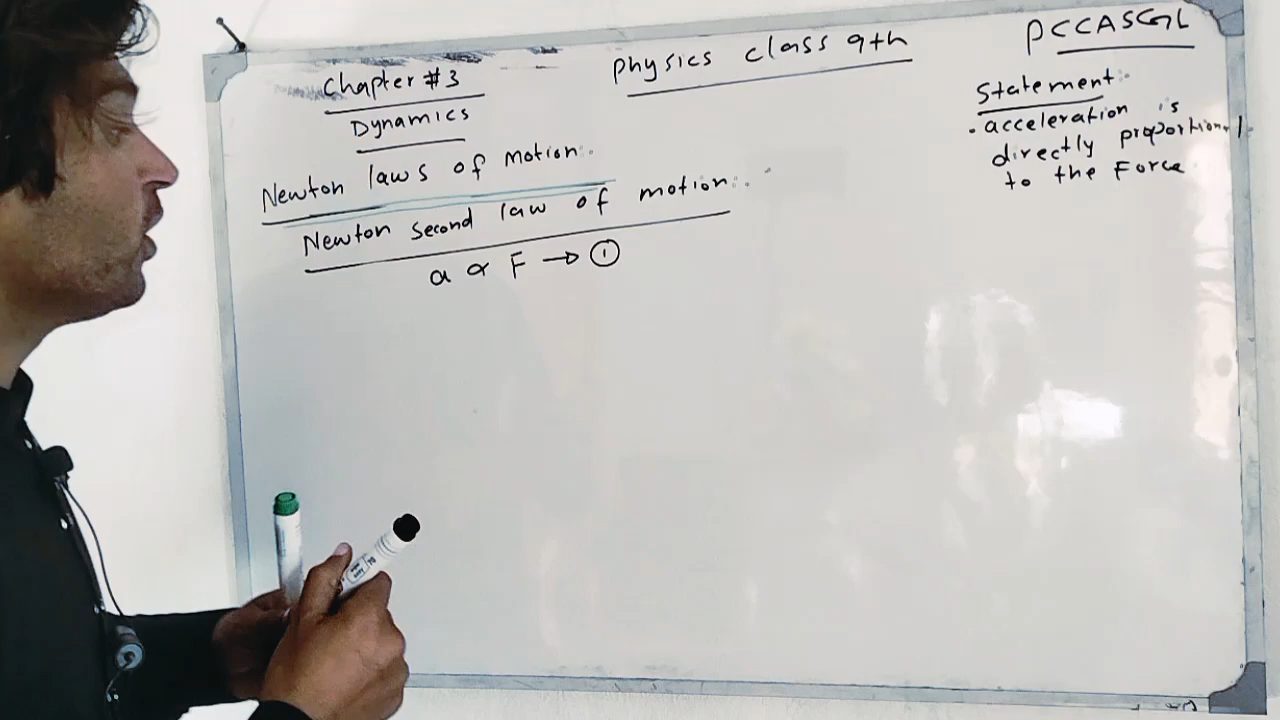 Chapter # 3
Physics class 9th
PCCASGL
Dynamics
Newton laws of motion:
Newton second law of motion:
a ∝ F → ①
Statement:
. acceleration is
directly proportional
to the Force